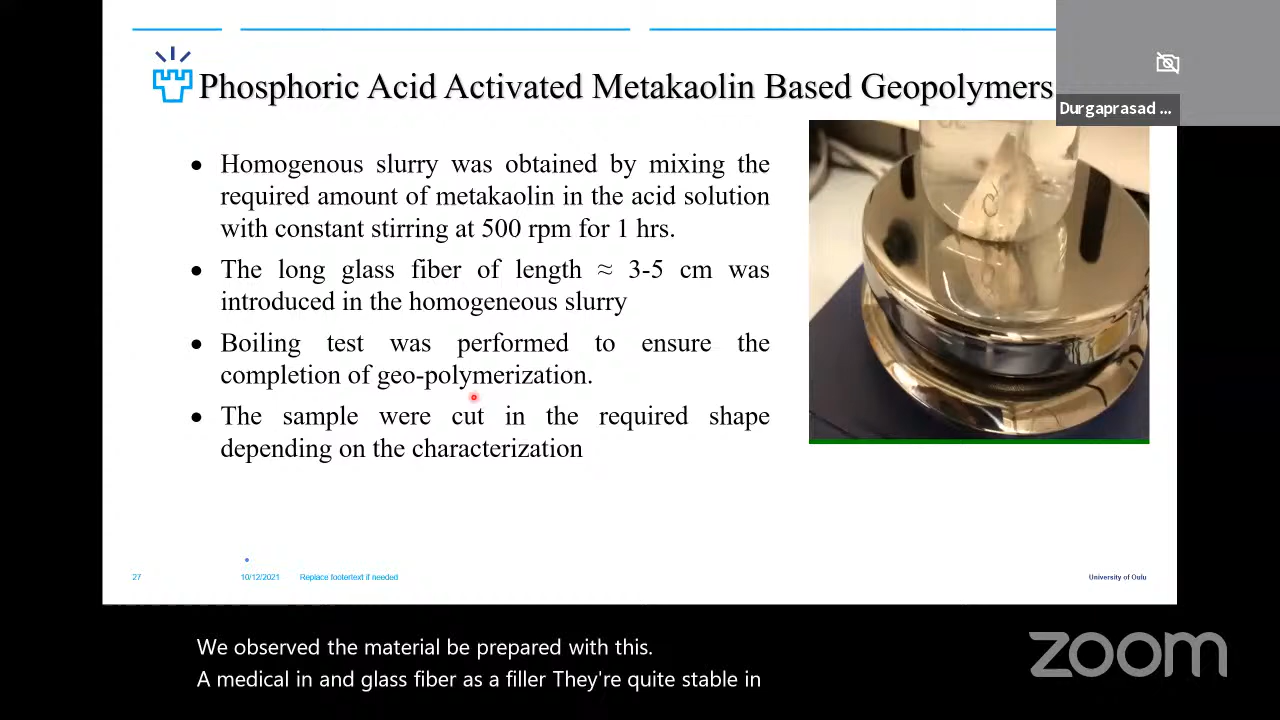 Phosphoric Acid Activated Metakaolin Based Geopolymers
Durgaprasad ...
• Homogenous slurry was obtained by mixing the
required amount of metakaolin in the acid solution
with constant stirring at 500 rpm for 1 hrs.
• The long glass fiber of length ≈ 3-5 cm was
introduced in the homogeneous slurry
• Boiling test was performed to ensure the
completion of geo-polymerization.
• The sample were cut in the required shape
depending on the characterization
27
10/12/2021
Replace footertext if needed
University of Oulu
We observed the material be prepared with this.
A medical in and glass fiber as a filler They're quite stable in
zoom